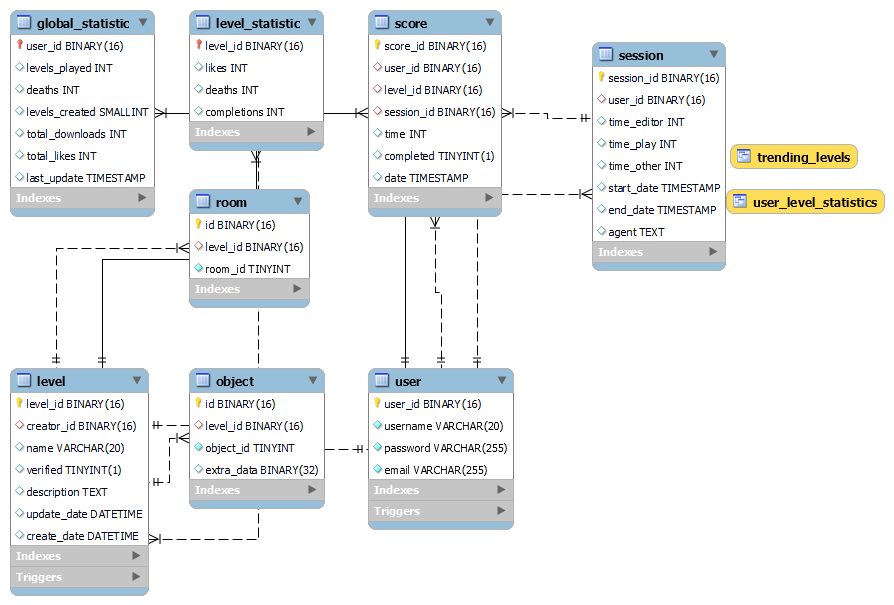 global_statistic
user_id BINARY(16)
levels_played INT
deaths INT
levels_created SMALLINT
total_downloads INT
total_likes INT
last_update TIMESTAMP
Indexes
level_statistic
level_id BINARY(16)
likes INT
deaths INT
completions INT
Indexes
score
score_id BINARY(16)
user_id BINARY(16)
level_id BINARY(16)
session_id BINARY(16)
time INT
completed TINYINT(1)
date TIMESTAMP
Indexes
session
session_id BINARY(16)
user_id BINARY(16)
time_editor INT
time_play INT
time_other INT
start_date TIMESTAMP
end_date TIMESTAMP
agent TEXT
Indexes
trending_levels
user_level_statistics
room
id BINARY(16)
level_id BINARY(16)
room_id TINYINT
Indexes
level
level_id BINARY(16)
creator_id BINARY(16)
name VARCHAR(20)
verified TINYINT(1)
description TEXT
update_date DATETIME
create_date DATETIME
Indexes
Triggers
object
id BINARY(16)
level_id BINARY(16)
object_id TINYINT
extra_data BINARY(32)
Indexes
user
user_id BINARY(16)
username VARCHAR(20)
password VARCHAR(255)
email VARCHAR(255)
Indexes
Triggers